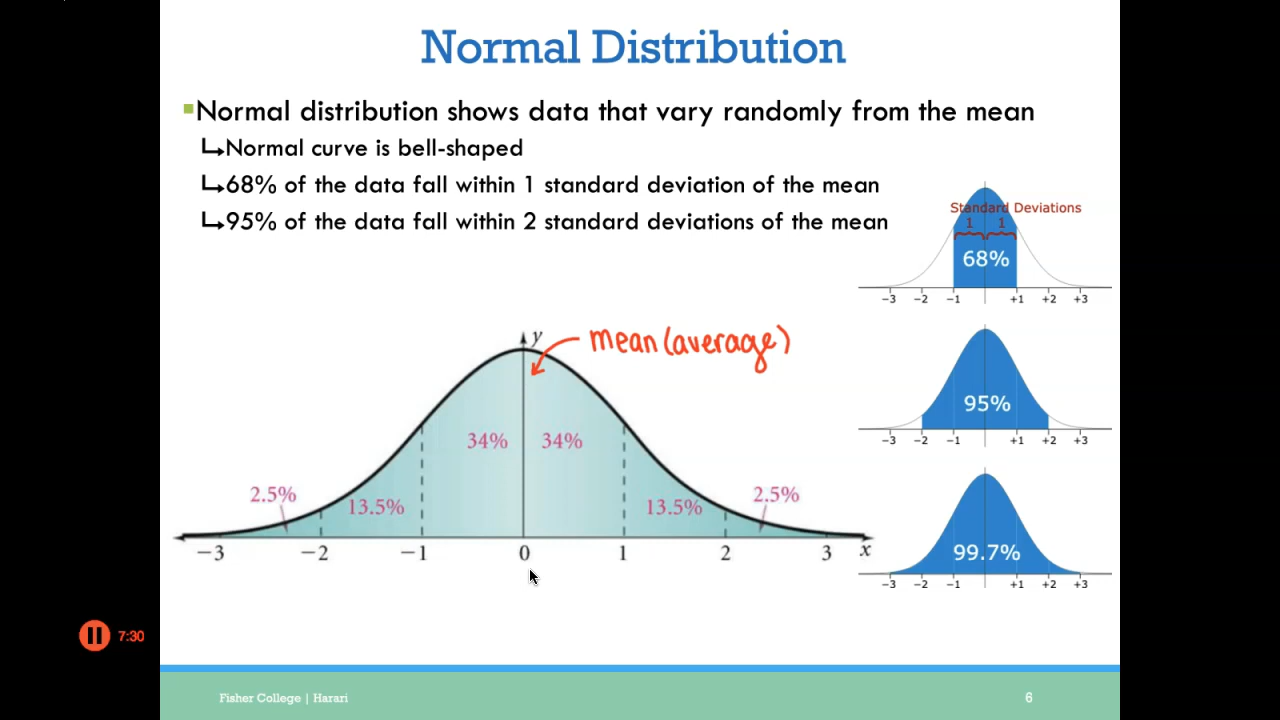 Normal Distribution
Normal distribution shows data that vary randomly from the mean
Normal curve is bell-shaped
68% of the data fall within 1 standard deviation of the mean
95% of the data fall within 2 standard deviations of the mean
Standard Deviations
1 1
68%
−3 −2 −1 +1 +2 +3
95%
−3 −2 −1 +1 +2 +3
99.7%
−3 −2 −1 +1 +2 +3
y
mean (average)
34% 34%
2.5% 13.5% 13.5% 2.5%
−3 −2 −1 0 1 2 3 x
7:30
Fisher College | Harari
6